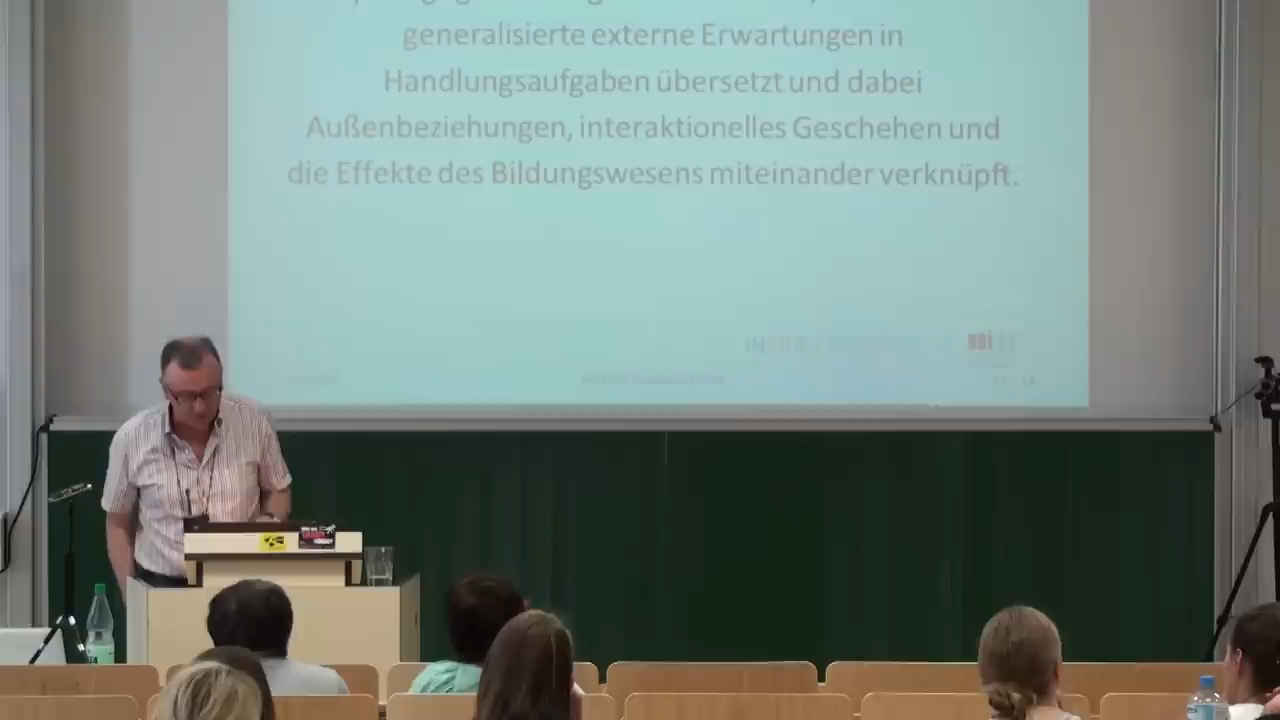 generalisierte externe Erwartungen in
Handlungsaufgaben übersetzt und dabei
Außenbeziehungen, interaktionelles Geschehen und
die Effekte des Bildungswesens miteinander verknüpft.